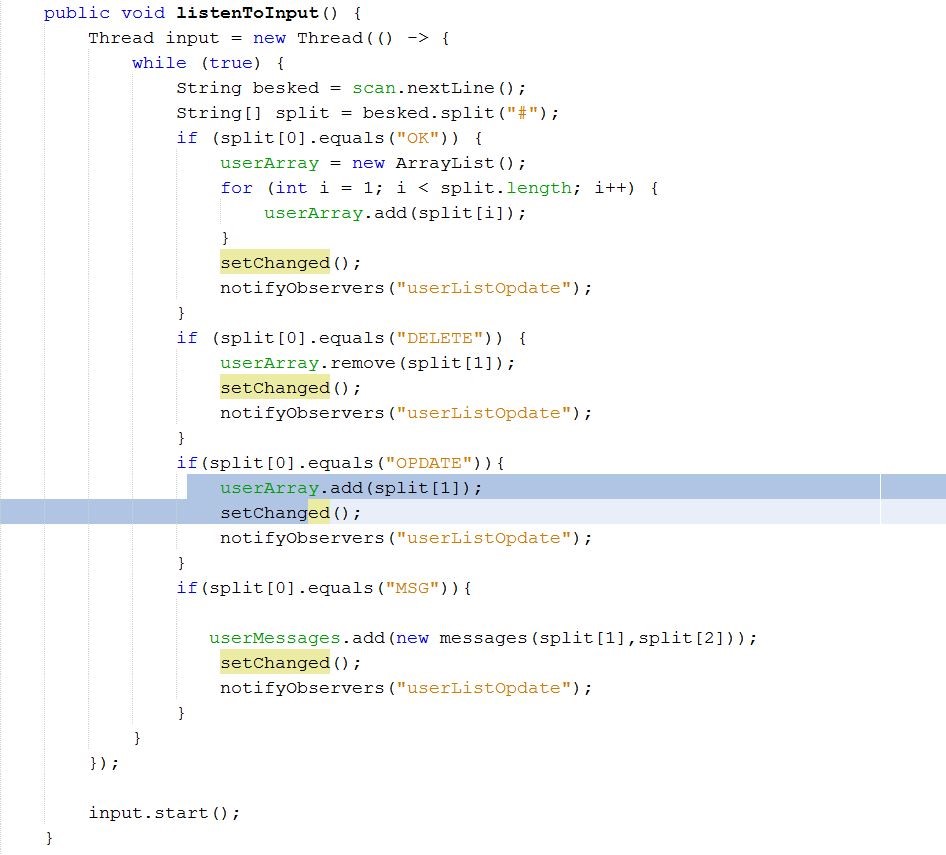 public void listenToInput() {
Thread input = new Thread(() -> {
while (true) {
String besked = scan.nextLine();
String[] split = besked.split("#");
if (split[0].equals("OK")) {
userArray = new ArrayList();
for (int i = 1; i < split.length; i++) {
userArray.add(split[i]);
}
setChanged();
notifyObservers("userListOpdate");
}
if (split[0].equals("DELETE")) {
userArray.remove(split[1]);
setChanged();
notifyObservers("userListOpdate");
}
if(split[0].equals("OPDATE")){
userArray.add(split[1]);
setChanged();
notifyObservers("userListOpdate");
}
if(split[0].equals("MSG")){
userMessages.add(new messages(split[1],split[2]));
setChanged();
notifyObservers("userListOpdate");
}
}
});
input.start();
}